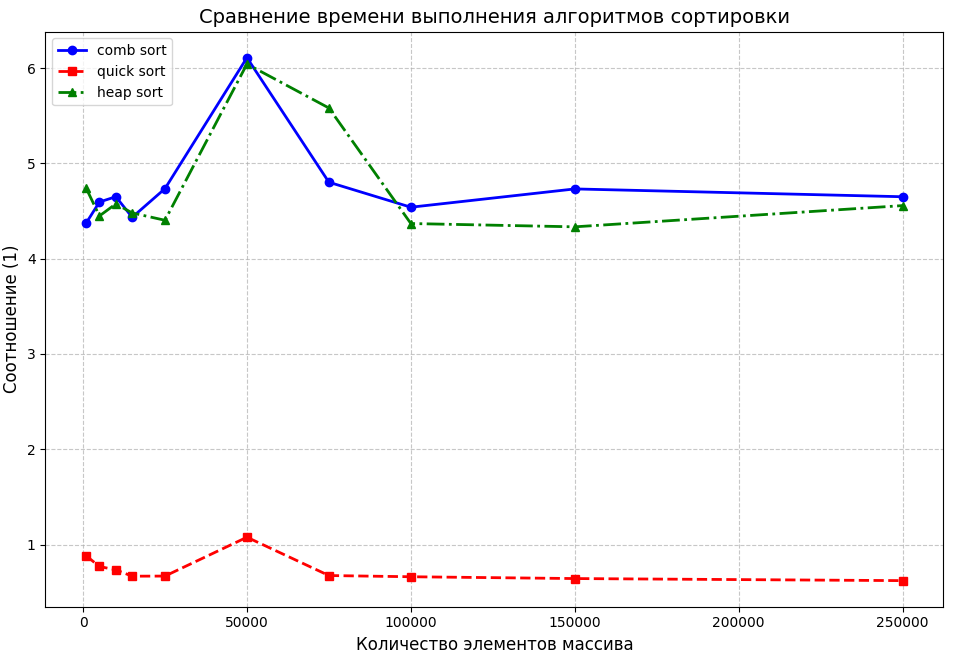 Сравнение времени выполнения алгоритмов сортировки
comb sort
quick sort
heap sort
6
5
4
3
2
1
Соотношение (1)
0 50000 100000 150000 200000 250000
Количество элементов массива